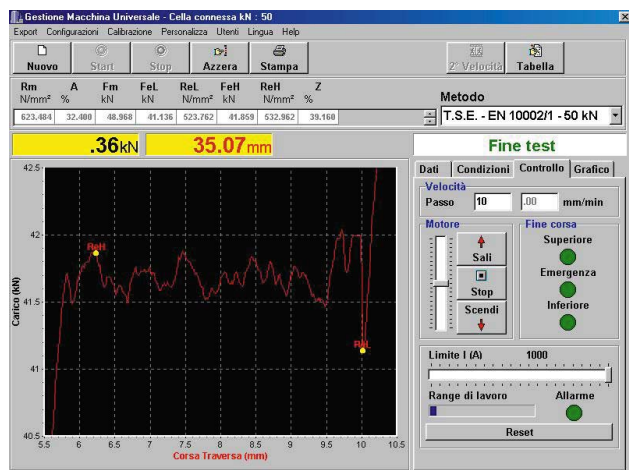 Gestione Macchina Universale - Cella connessa kN : 50
Export Configurazioni Calibrazione Personalizza Utenti Lingua Help
Nuovo Start Stop Azzera Stampa 2° Velocità Tabella
Rm A Fm FeL ReL FeH ReH Z
N/mm² % kN kN N/mm² kN N/mm² %
623.484 32.400 48.968 41.136 523.762 41.859 532.962 39.160
Metodo
T.S.E. - EN 10002/1 - 50 kN
.36kN 35.07mm
Fine test
Dati Condizioni Controllo Grafico
Velocità
Passo 10 .00 mm/min
Motore
Sali
Stop
Scendi
Fine corsa
Superiore
Emergenza
Inferiore
Limite I (A) 1000
Range di lavoro Allarme
Reset
Carico (kN)
42.5
42
41.5
41
40.5
ReH
ReL
5.5 6 6.5 7 7.5 8 8.5 9 9.5 10 10.5
Corsa Traversa (mm)